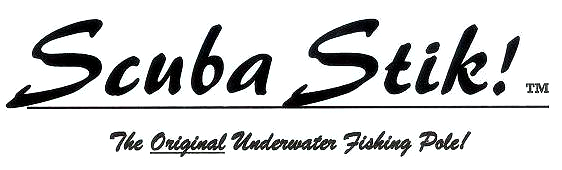 Scuba Stik! TM
The Original Underwater Fishing Pole!